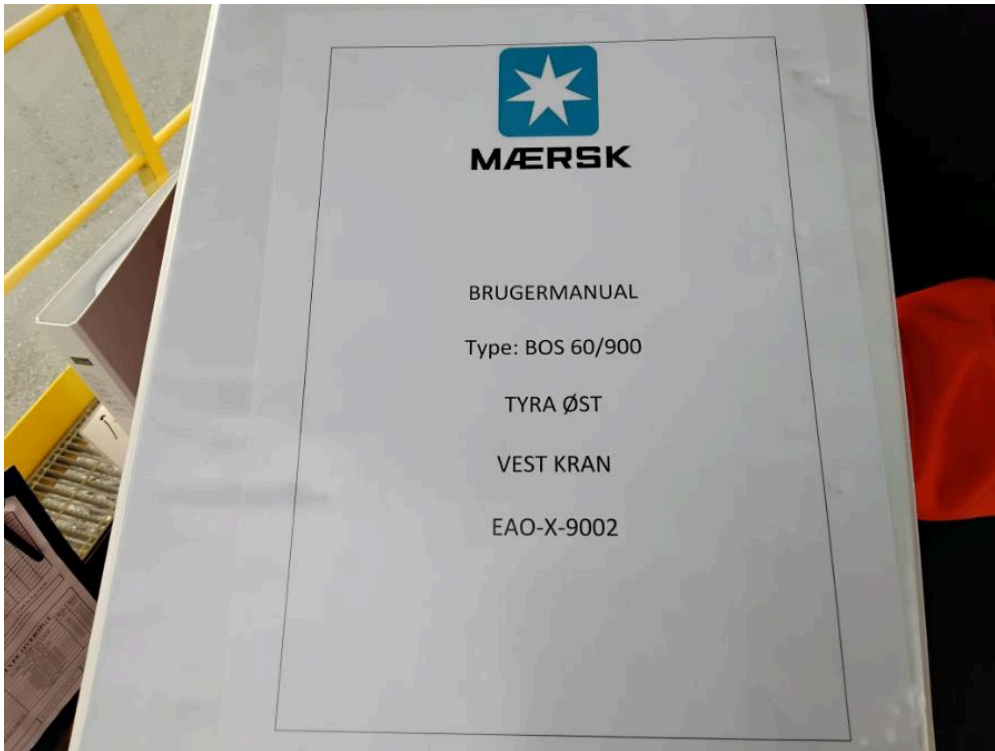 MÆRSK
BRUGERMANUAL
Type: BOS 60/900
TYRA ØST
VEST KRAN
EAO-X-9002